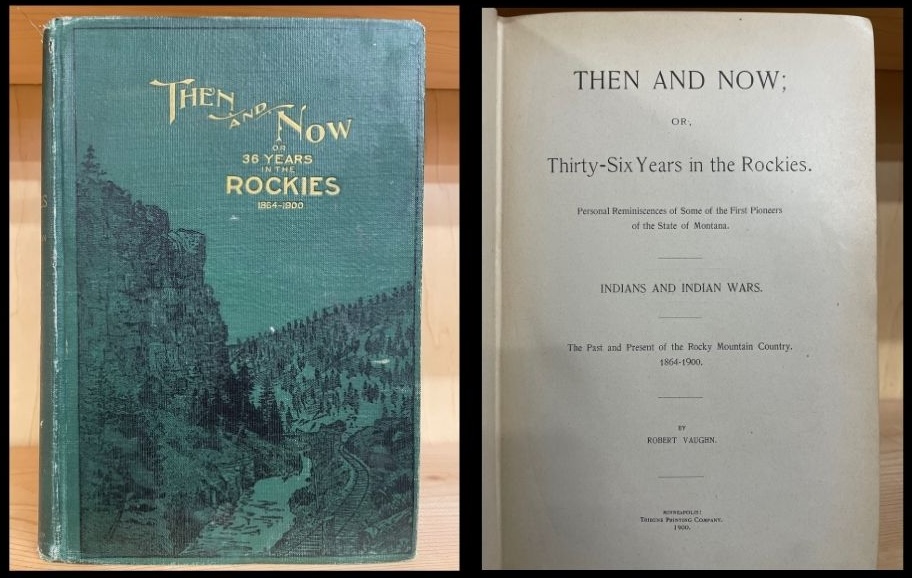 THEN
AND
NOW
OR
36 YEARS
IN THE
ROCKIES
1864-1900
THEN AND NOW;
OR,
Thirty-Six Years in the Rockies.
Personal Reminiscences of Some of the First Pioneers
of the State of Montana.
INDIANS AND INDIAN WARS.
The Past and Present of the Rocky Mountain Country.
1864-1900.
BY
ROBERT VAUGHN.
MINNEAPOLIS:
TRIBUNE PRINTING COMPANY.
1900.